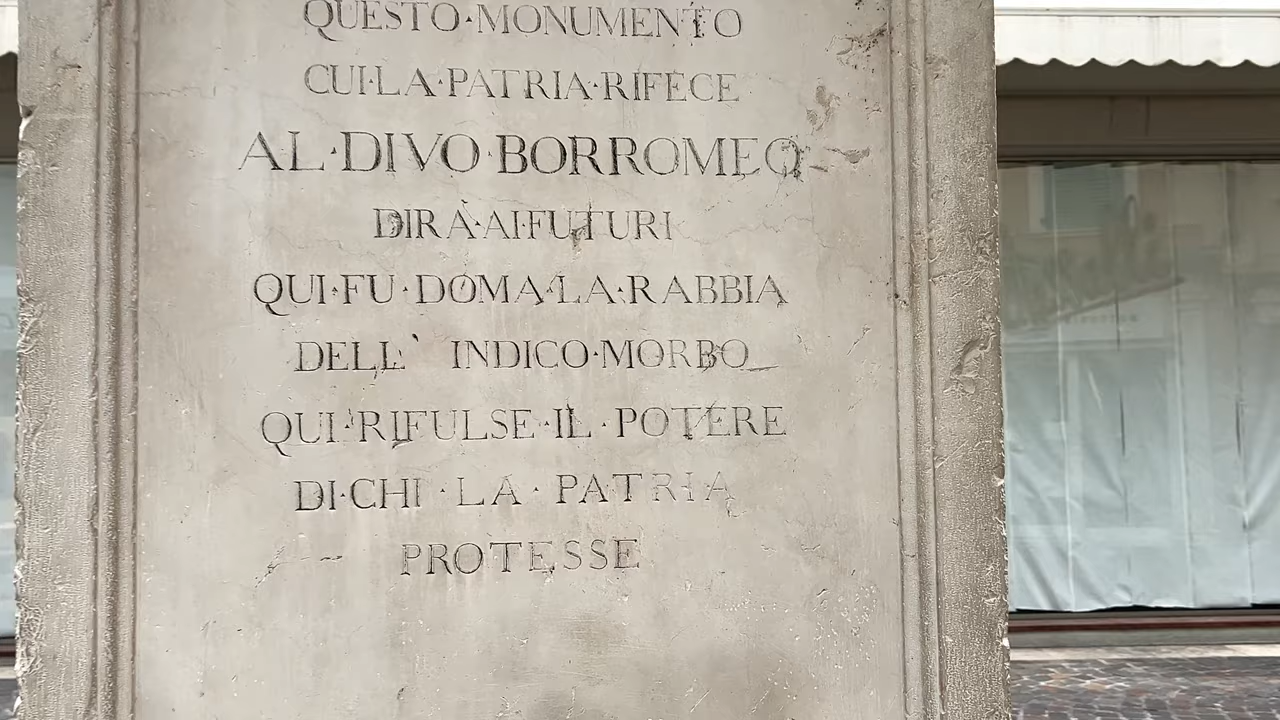 QUESTO·MONUMENTO
CUI·LA·PATRIA·RIFECE
AL·DIVO·BORROMEO
DIRÀ·AI·FUTURI
QUI·FU·DOMA·LA·RABBIA
DELL' INDICO·MORBO
QUI·RIFULSE·IL·POTERE
DI·CHI·LA·PATRIA
PROTESSE